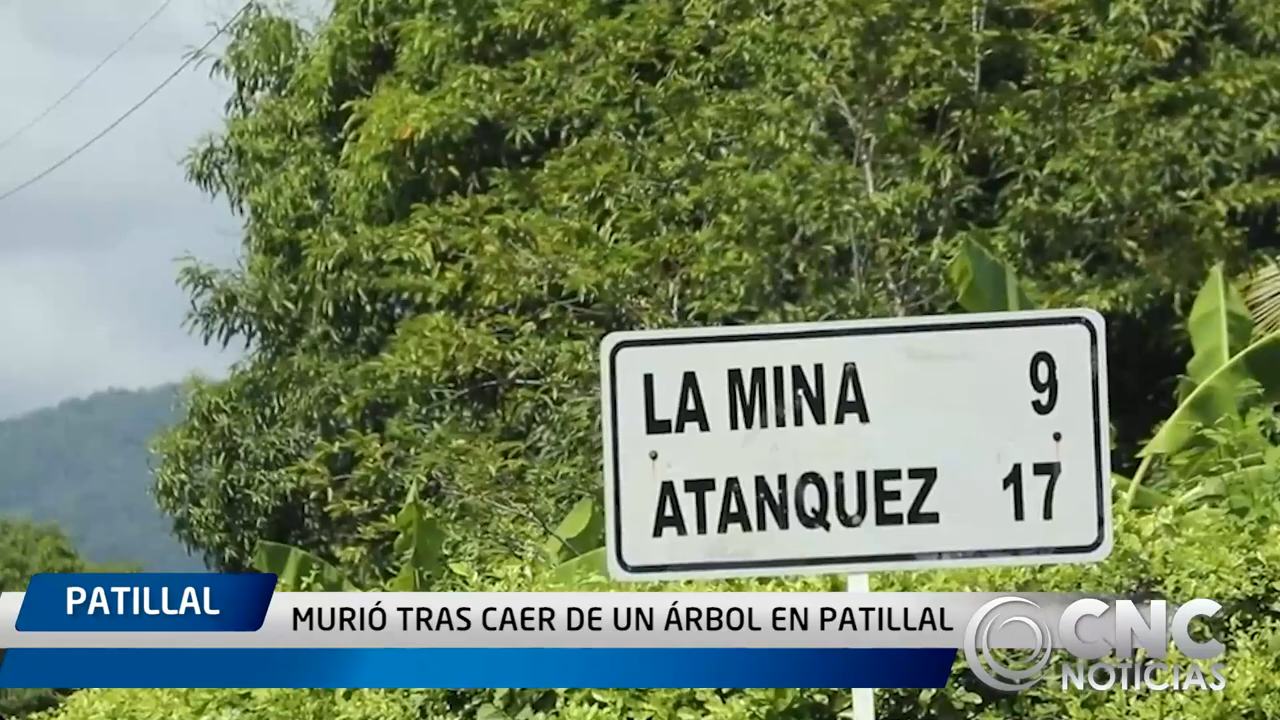 LA MINA 9
ATANQUEZ 17
PATILLAL
MURIÓ TRAS CAER DE UN ÁRBOL EN PATILLAL
CNC
NOTICIAS